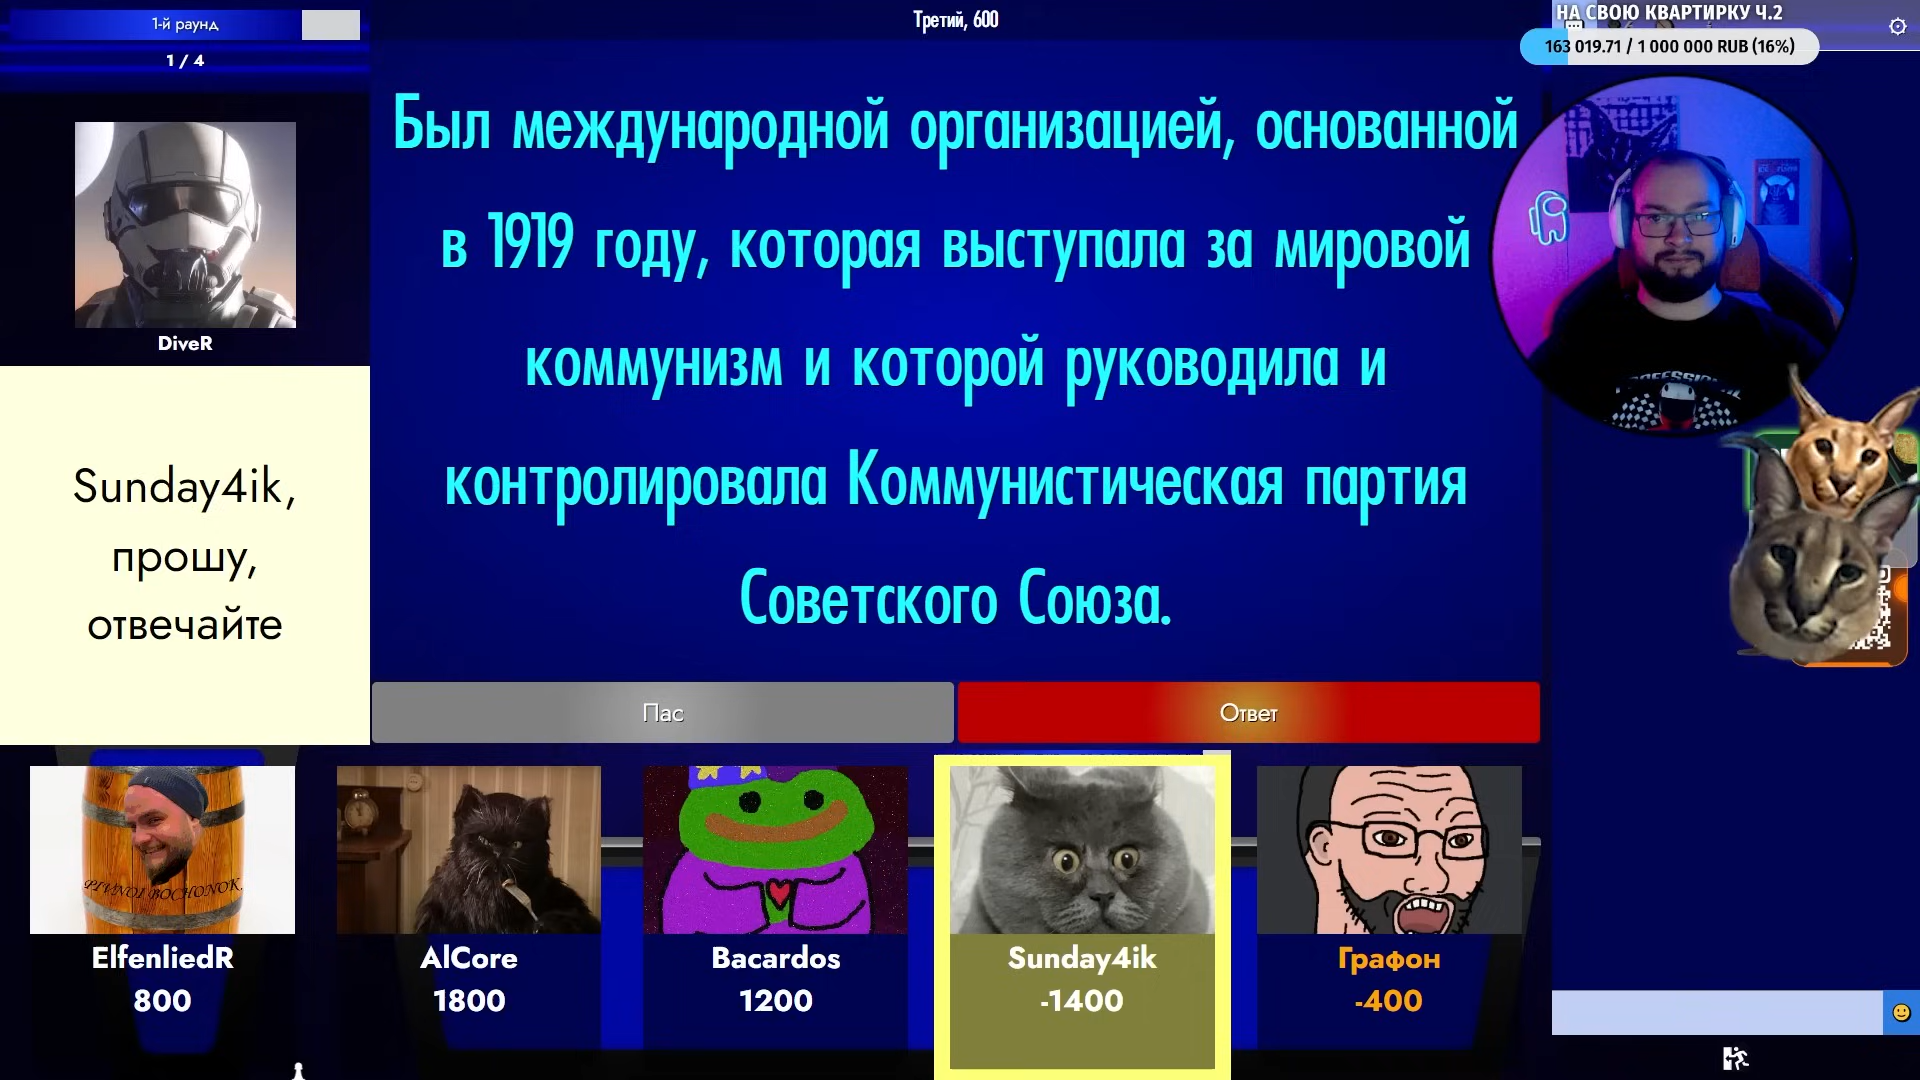 1-й раунд
1 / 4
Третий, 600
НА СВОЮ КВАРТИРКУ Ч.2
163 019.71 / 1 000 000 RUB (16%)
Был международной организацией, основанной
в 1919 году, которая выступала за мировой
коммунизм и которой руководила и
контролировала Коммунистическая партия
Советского Союза.
DiveR
Sunday4ik,
прошу,
отвечайте
Пас
Ответ
PIVNOI BOCHONOK.
ElfenliedR
800
AlCore
1800
Bacardos
1200
Sunday4ik
-1400
Графон
-400